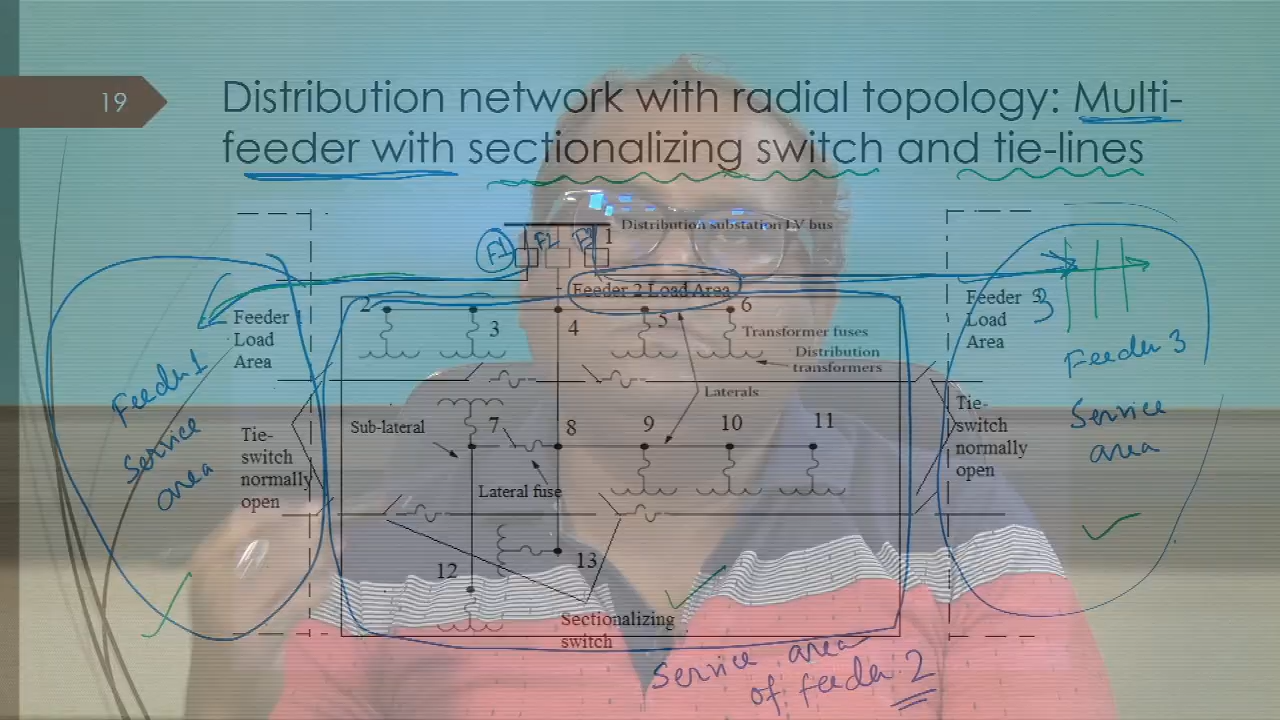 19
Distribution network with radial topology: Multi-
feeder with sectionalizing switch and tie-lines
Distribution substation LV bus
1
F1
F2
F3
Feeder 2 Load Area
2
3
4
5
6
Transformer fuses
Distribution
transformers
Feeder 1
Load
Area
Feeder 3
Load
Area
3
Feeder 1
Service
area
Feeder 3
Service
area
Laterals
Sub-lateral
7
8
9
10
11
Tie-
switch
normally
open
Tie-
switch
normally
open
Lateral fuse
12
13
Sectionalizing
switch
Service area
of feeder 2